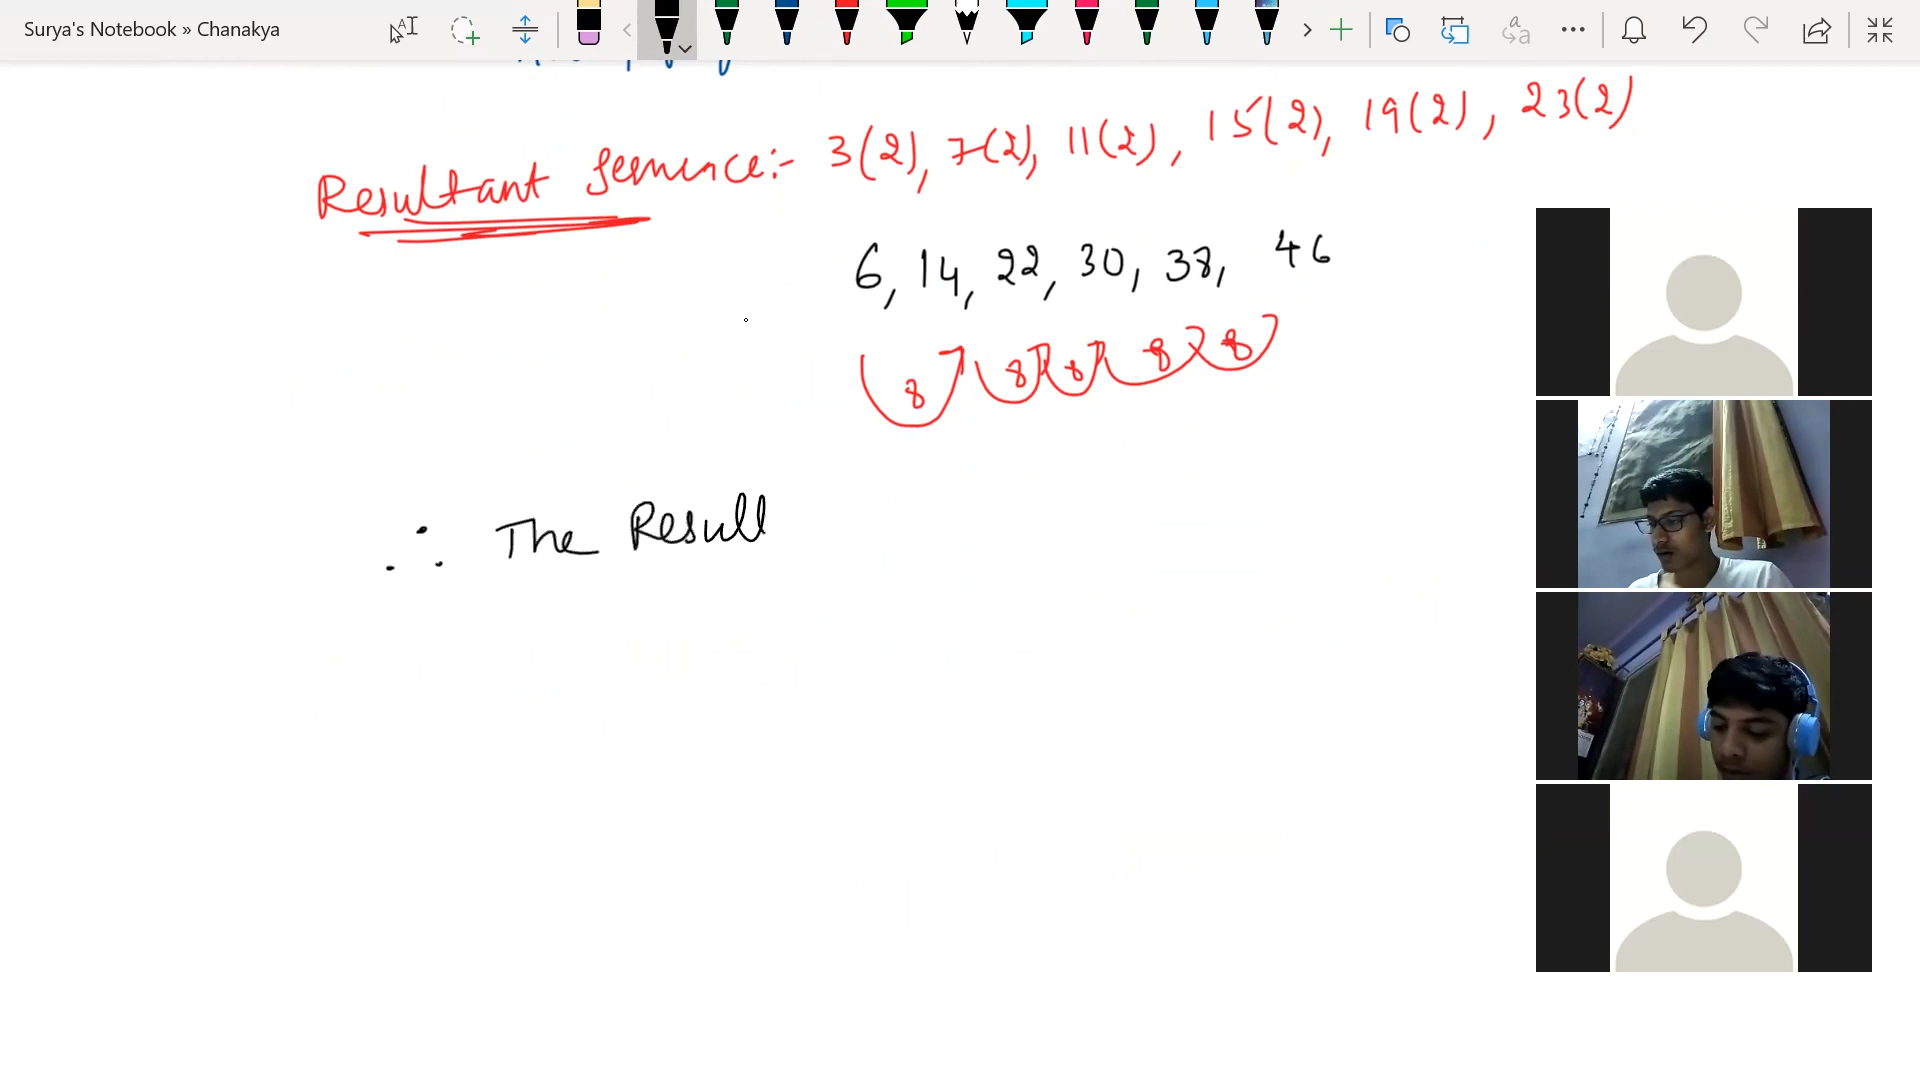 Surya's Notebook » Chanakya
Resultant Sequence:- 3(2), 7(2), 11(2), 15(2), 19(2), 23(2)
6, 14, 22, 30, 38, 46
8 8 8 8 8
∴ The Resull